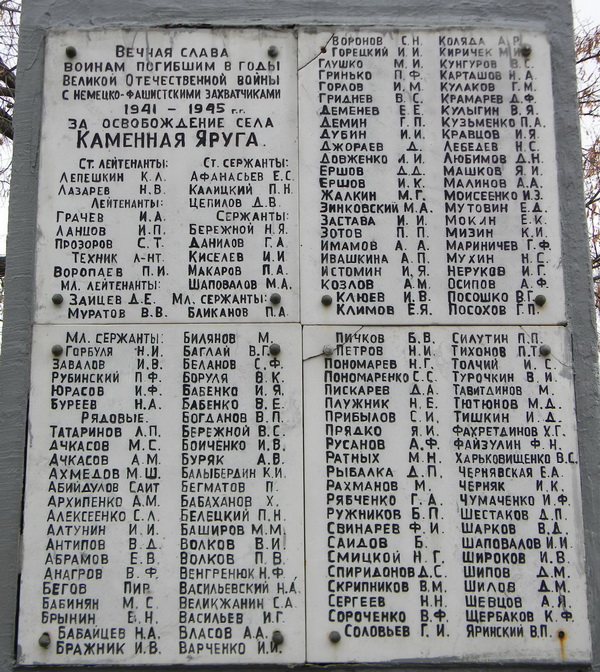 Вечная слава
воинам погибшим в годы
Великой Отечественной войны
с немецко-фашистскими захватчиками
1941 – 1945 г.г.
за освобождение села
Каменная Яруга.
Ст. лейтенанты:
Лепешкин К.Л.
Лазарев Н.В.
Лейтенанты:
Грачев И.А.
Ланшов И.П.
Прозоров С.Т.
Техник л-нт.
Воропаев П.И.
Мл. лейтенанты:
Заицев Д.Е.
Муратов В.В.
Ст. сержанты:
Афанасьев Е.С.
Калицкий П.Н.
Цепилов Д.В.
Сержанты:
Бережной Н.Я.
Данилов Г.А.
Киселев И.И.
Макаров П.А.
Шаповалов М.А.
Мл. сержанты:
Бликанов П.А.
Воронов С.Н.
Горецкий И.И.
Глушко М.И.
Гринько П.Ф.
Горлов И.М.
Гриднев В.С.
Деменев Е.Е.
Демин Г.П.
Дубин И.И.
Джораев Д.
Довженко И.И.
Ершов Д.Д.
Ершов И.К.
Жалкин М.Г.
Зинковский М.А.
Застава И.И.
Зотов П.П.
Имамов А.А.
Ивашкина А.П.
Истомин И.Я.
Козлов А.М.
Клюев И.В.
Климов Е.Я.
Коляда А.Р.
Киричек М.И.
Кунгуров В.С.
Карташов Н.А.
Кулаков Г.М.
Крамарев Д.Ф.
Кулыгин В.Я.
Кузьменко П.А.
Кравцов И.Я.
Лебедев Н.С.
Любимов Д.Н.
Машков Я.И.
Малинов А.А.
Моисеенко И.З.
Мутовин Е.Д.
Мокин Е.К.
Мизин К.И.
Мариничев Г.Ф.
Мухин Н.С.
Неруков И.Г.
Осипов А.Ф.
Посошко В.Г.
Посохов Г.П.
Мл. сержанты:
Горбуля Н.И.
Завалов И.В.
Рубинский П.Ф.
Юрасов И.Ф.
Буреев Н.А.
Рядовые.
Татаринов А.П.
Ачкасов М.С.
Ачкасов А.М.
Ахмедов М.Ш.
Абийдулов Саит
Архипенко А.М.
Алексеенко С.Л.
Алтунин И.И.
Антипов В.Д.
Абрамов Е.В.
Анагров В.Ф.
Бегов Пир
Бабинян М.С.
Брынин В.Н.
Бабайцев Н.А.
Бражник И.В.
Билянов М.
Баглай В.Г.
Беланов С.Ф.
Боруля В.К.
Бабенко И.Я.
Бабенко В.Е.
Богданов В.П.
Бережной В.С.
Боиченко И.В.
Буряк А.В.
Балыбердин К.И.
Бегматов П.
Бабаханов Х.
Белецкий П.Н.
Баширов М.М.
Волков В.И.
Волков П.В.
Венгренюк Н.Ф.
Васильевский Н.А.
Великжанин С.А.
Васильев И.Г.
Власов А.А.
Варченко И.И.
Пичков Б.В.
Петров Н.И.
Пономарев Н.Г.
Пономаренко С.С.
Пискарев Д.А.
Плужник Н.Е.
Прибылов С.И.
Прядко Я.И.
Русанов А.Ф.
Ратных М.Н.
Рыбалка Д.П.
Рахманов М.
Рябченко Г.А.
Ружников Б.П.
Свинарев Ф.И.
Саидов Б.
Смицкой Н.Г.
Спиридонов Д.С.
Скрипников В.М.
Сергеев Н.Н.
Сороченко В.Ф.
Соловьев Г.И.
Силутин П.П.
Тихонов П.Т.
Толчий И.С.
Турочкин В.И.
Тавитдинов М.
Тютюнов М.Д.
Тишкин И.Д.
Фахретдинов Х.Г.
Файзулин Ф.Н.
Харьковищенко В.С.
Чернявская Е.А.
Черняк И.К.
Чумаченко И.Ф.
Шестаков Д.П.
Шарков В.Д.
Шаповалов И.И.
Широков И.В.
Шипов Д.М.
Шилов Д.М.
Шевцов А.Я.
Щербаков К.Ф.
Яринский В.П.